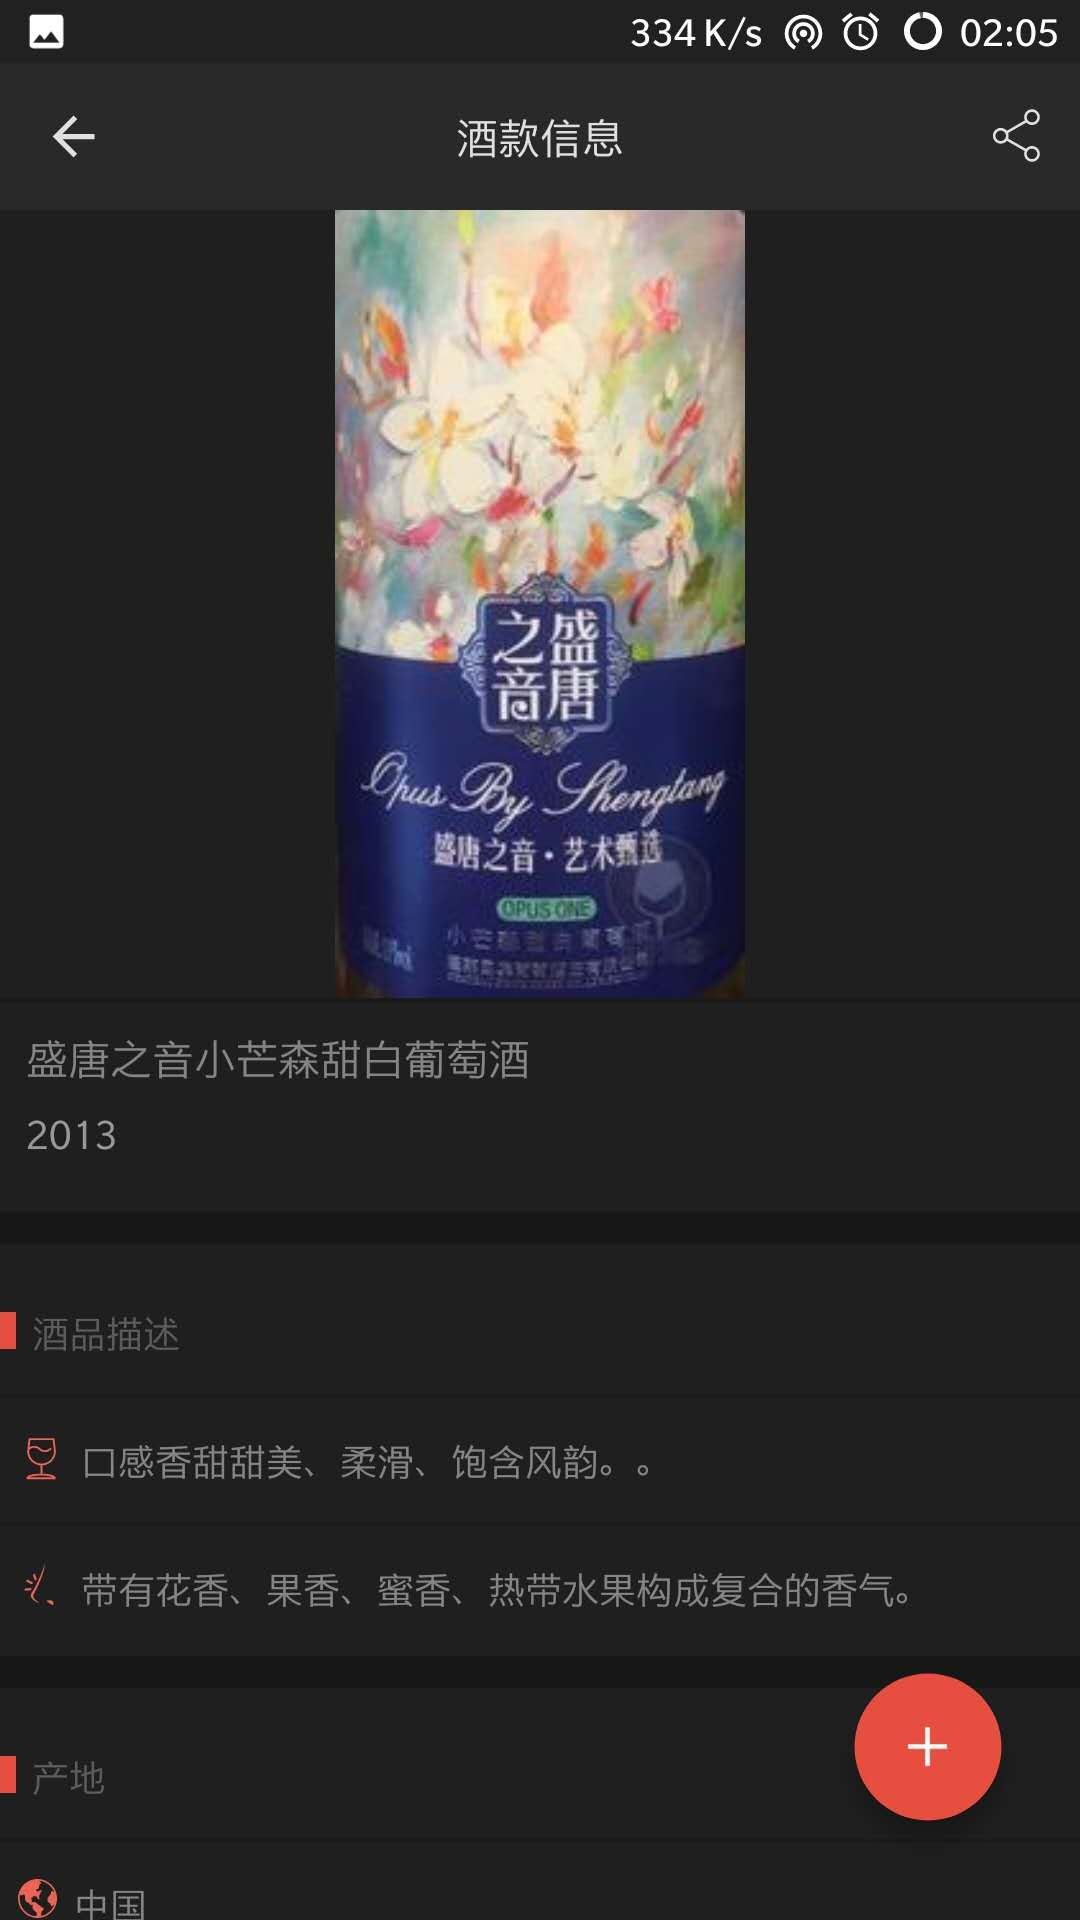 334 K/s 02:05
酒款信息
盛唐
之音
Opus By Shengtang
盛唐之音·艺术甄选
OPUS ONE
盛唐之音小芒森甜白葡萄酒
2013
酒品描述
口感香甜甜美、柔滑、饱含风韵。。
带有花香、果香、蜜香、热带水果构成复合的香气。
产地
中国